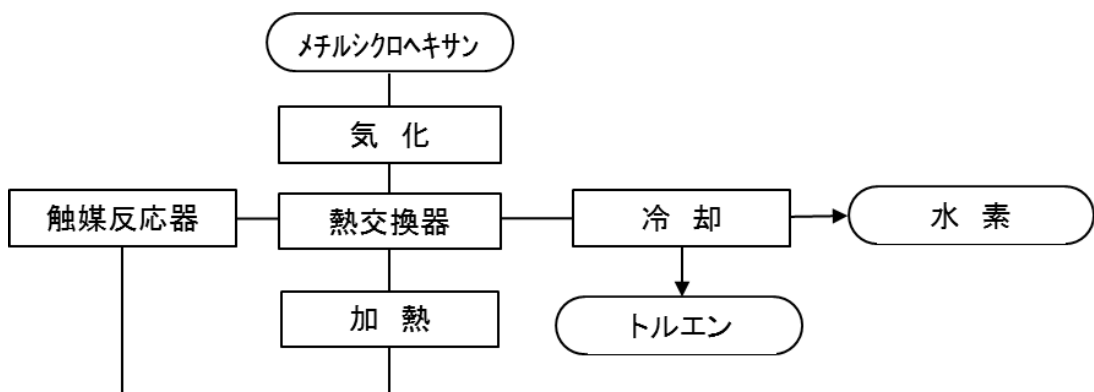 メチルシクロヘキサン
気 化
触媒反応器
熱交換器
冷 却
水 素
加 熱
トルエン